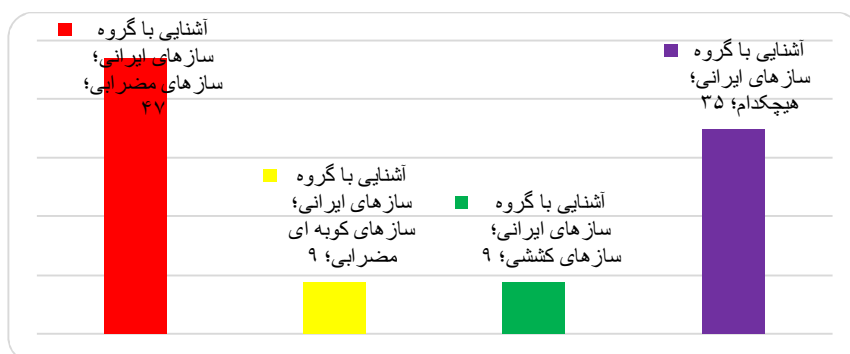 آشنایی با گروه
سازهای ایرانی؛
سازهای مضرابی؛
۴۷
آشنایی با گروه
سازهای ایرانی؛
سازهای کوبه ای
مضرابی؛ ۹
آشنایی با گروه
سازهای ایرانی؛
سازهای کششی؛ ۹
آشنایی با گروه
سازهای ایرانی؛
هیچکدام؛ ۳۵